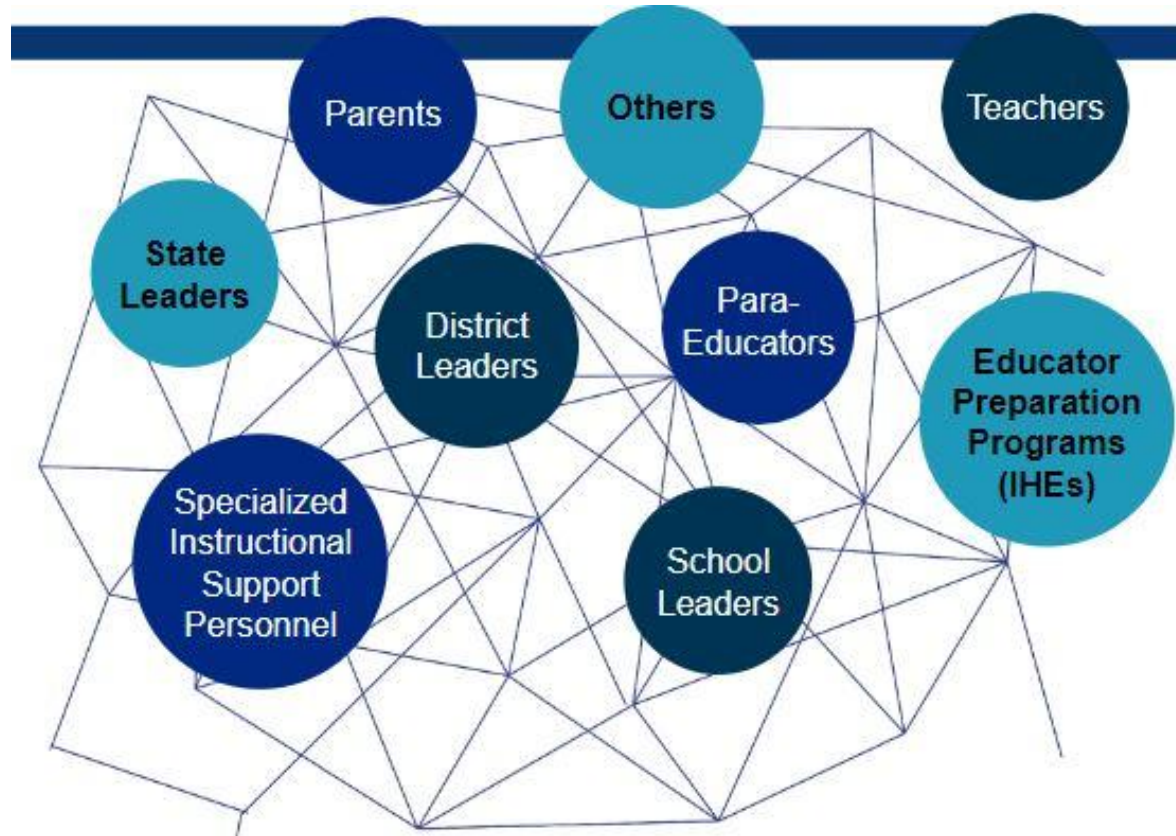 Parents
Others
Teachers
State
Leaders
District
Leaders
Para-
Educators
Educator
Preparation
Programs
(IHEs)
Specialized
Instructional
Support
Personnel
School
Leaders